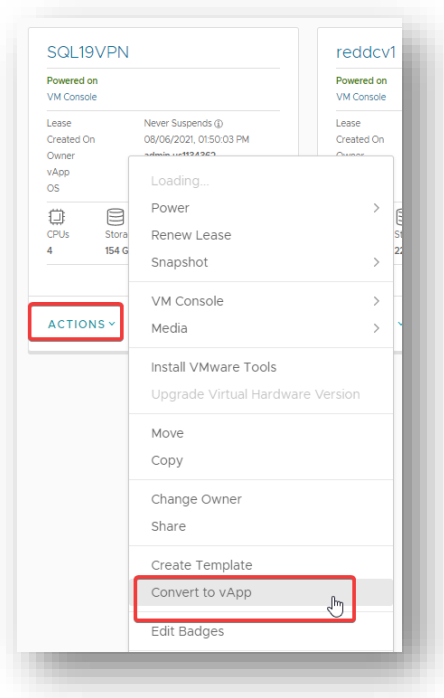 SQL19VPN
Powered on
VM Console
Lease Never Suspends
Created On 08/06/2021, 01:50:03 PM
Owner
vApp
OS
CPUs
4
154 G
ACTIONS
reddcv1
Powered on
VM Console
Lease
Created On
Loading...
Power
Renew Lease
Snapshot
VM Console
Media
Install VMware Tools
Upgrade Virtual Hardware Version
Move
Copy
Change Owner
Share
Create Template
Convert to vApp
Edit Badges